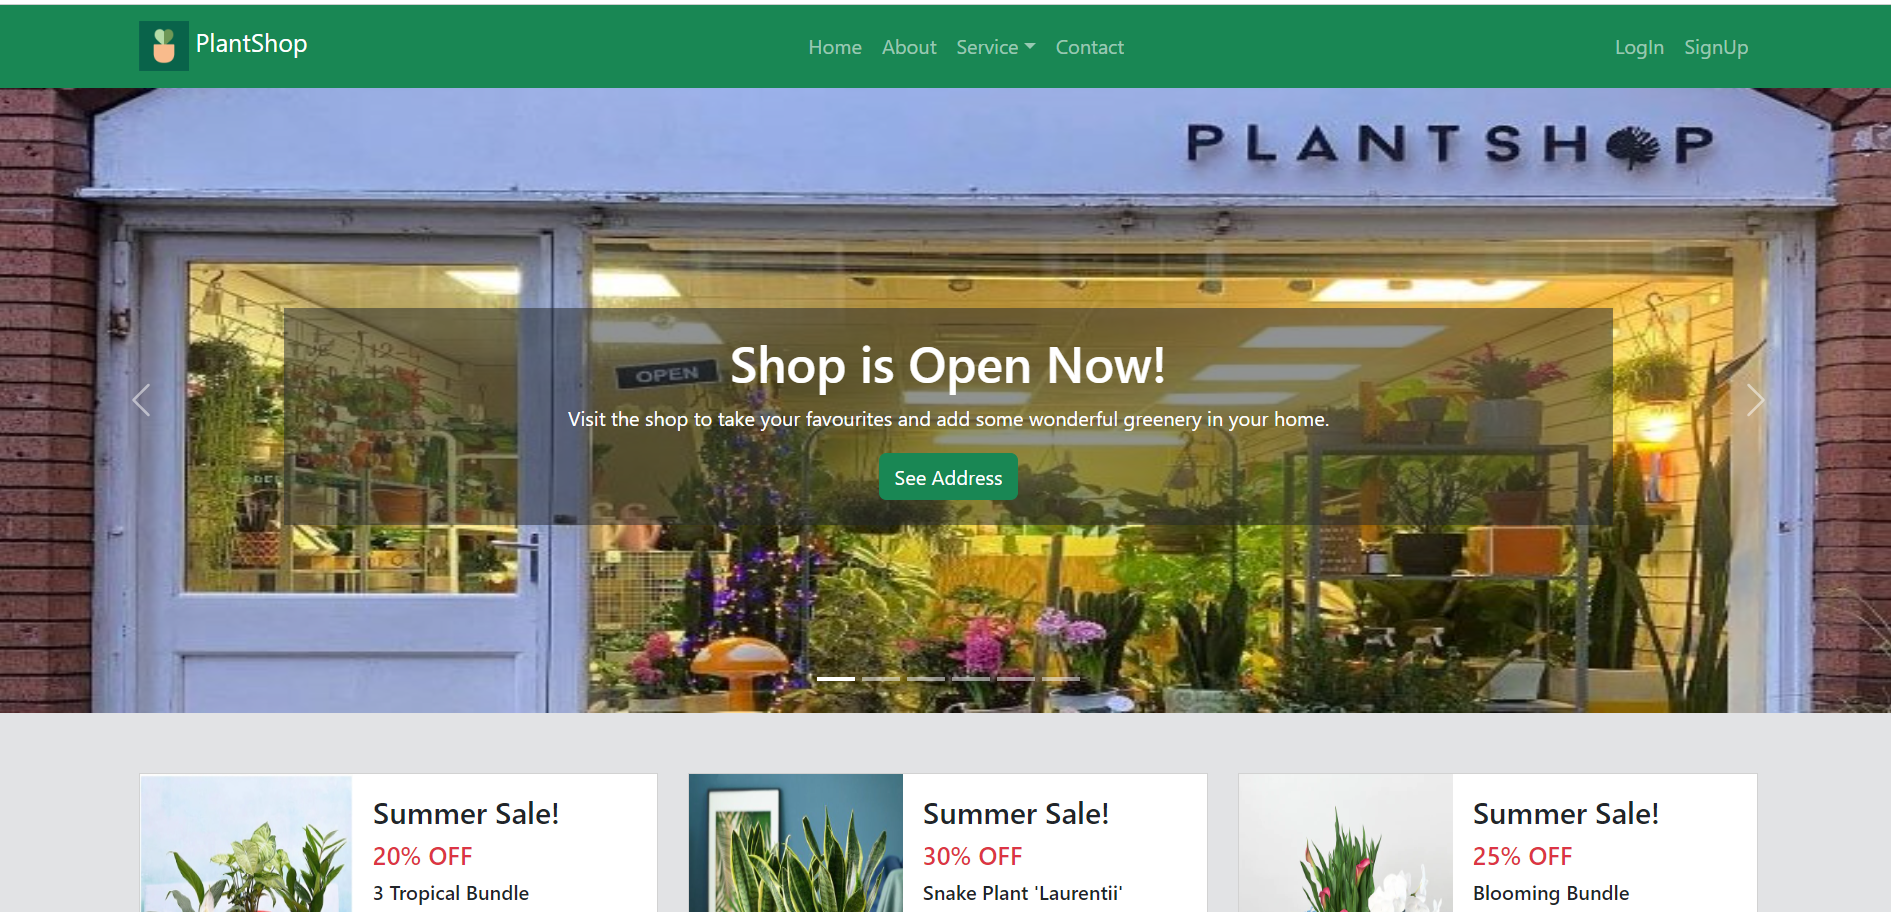 PlantShop
Home About Service Contact
LogIn SignUp
PLANTSHOP
OPEN
Shop is Open Now!
Visit the shop to take your favourites and add some wonderful greenery in your home.
See Address
Summer Sale!
20% OFF
3 Tropical Bundle
Summer Sale!
30% OFF
Snake Plant 'Laurentii'
Summer Sale!
25% OFF
Blooming Bundle